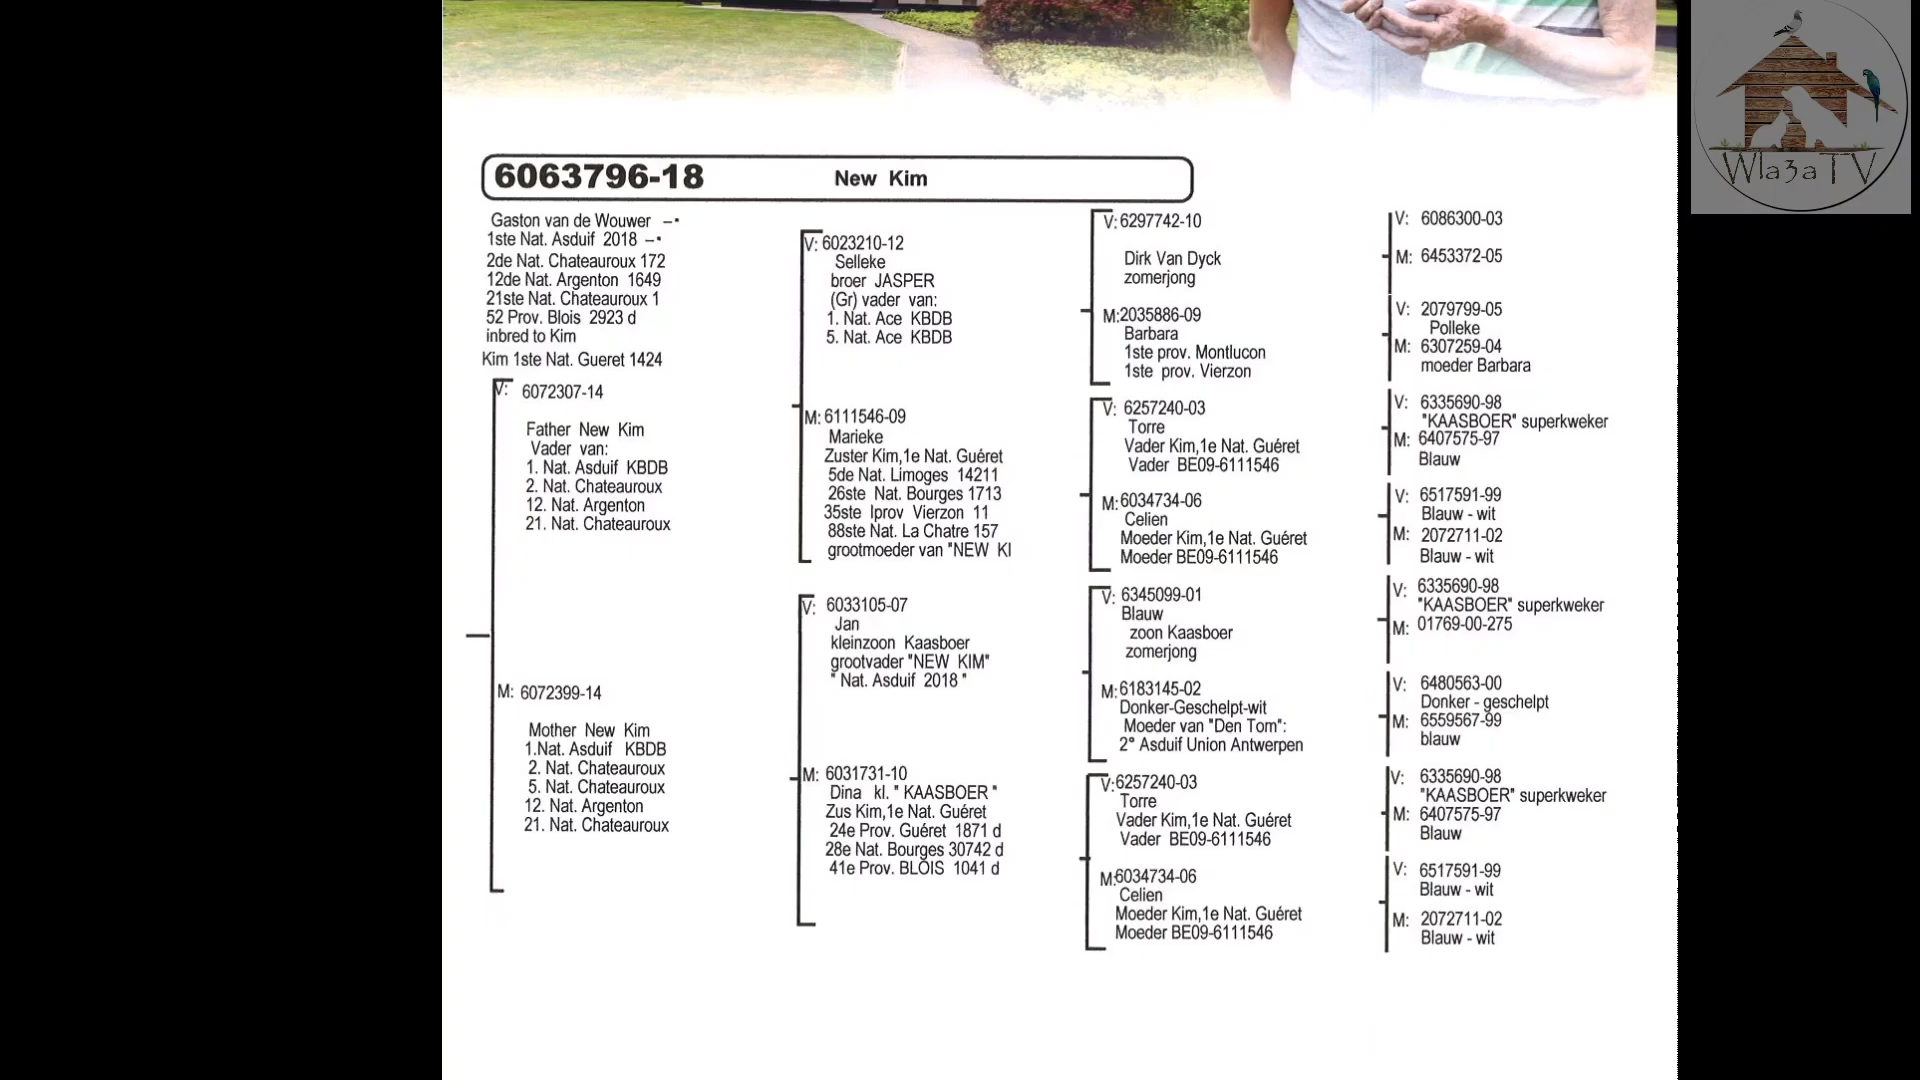 Wla3aTV
6063796-18 New Kim
Gaston van de Wouwer
1ste Nat. Asduif 2018
2de Nat. Chateauroux 172
12de Nat. Argenton 1649
21ste Nat. Chateauroux 1
52 Prov. Blois 2923 d
inbred to Kim
Kim 1ste Nat. Gueret 1424
V: 6072307-14
Father New Kim
Vader van:
1. Nat. Asduif KBDB
2. Nat. Chateauroux
12. Nat. Argenton
21. Nat. Chateauroux
M: 6072399-14
Mother New Kim
1.Nat. Asduif KBDB
2. Nat. Chateauroux
5. Nat. Chateauroux
12. Nat. Argenton
21. Nat. Chateauroux
V: 6023210-12
Selleke
broer JASPER
(Gr) vader van:
1. Nat. Ace KBDB
5. Nat. Ace KBDB
M: 6111546-09
Marieke
Zuster Kim,1e Nat. Guéret
5de Nat. Limoges 14211
26ste Nat. Bourges 1713
35ste Iprov Vierzon 11
88ste Nat. La Chatre 157
grootmoeder van "NEW KI
V: 6033105-07
Jan
kleinzoon Kaasboer
grootvader "NEW KIM"
" Nat. Asduif 2018 "
M: 6031731-10
Dina kl. " KAASBOER "
Zus Kim,1e Nat. Guéret
24e Prov. Guéret 1871 d
28e Nat. Bourges 30742 d
41e Prov. BLOIS 1041 d
V: 6297742-10
Dirk Van Dyck
zomerjong
M: 2035886-09
Barbara
1ste prov. Montlucon
1ste prov. Vierzon
V: 6257240-03
Torre
Vader Kim,1e Nat. Guéret
Vader BE09-6111546
M: 6034734-06
Celien
Moeder Kim,1e Nat. Guéret
Moeder BE09-6111546
V: 6345099-01
Blauw
zoon Kaasboer
zomerjong
M: 6183145-02
Donker-Geschelpt-wit
Moeder van "Den Tom":
2° Asduif Union Antwerpen
V: 6257240-03
Torre
Vader Kim,1e Nat. Guéret
Vader BE09-6111546
M: 6034734-06
Celien
Moeder Kim,1e Nat. Guéret
Moeder BE09-6111546
V: 6086300-03
M: 6453372-05
V: 2079799-05
Polleke
M: 6307259-04
moeder Barbara
V: 6335690-98
"KAASBOER" superkweker
M: 6407575-97
Blauw
V: 6517591-99
Blauw - wit
M: 2072711-02
Blauw - wit
V: 6335690-98
"KAASBOER" superkweker
M: 01769-00-275
V: 6480563-00
Donker - geschelpt
M: 6559567-99
blauw
V: 6335690-98
"KAASBOER" superkweker
M: 6407575-97
Blauw
V: 6517591-99
Blauw - wit
M: 2072711-02
Blauw - wit